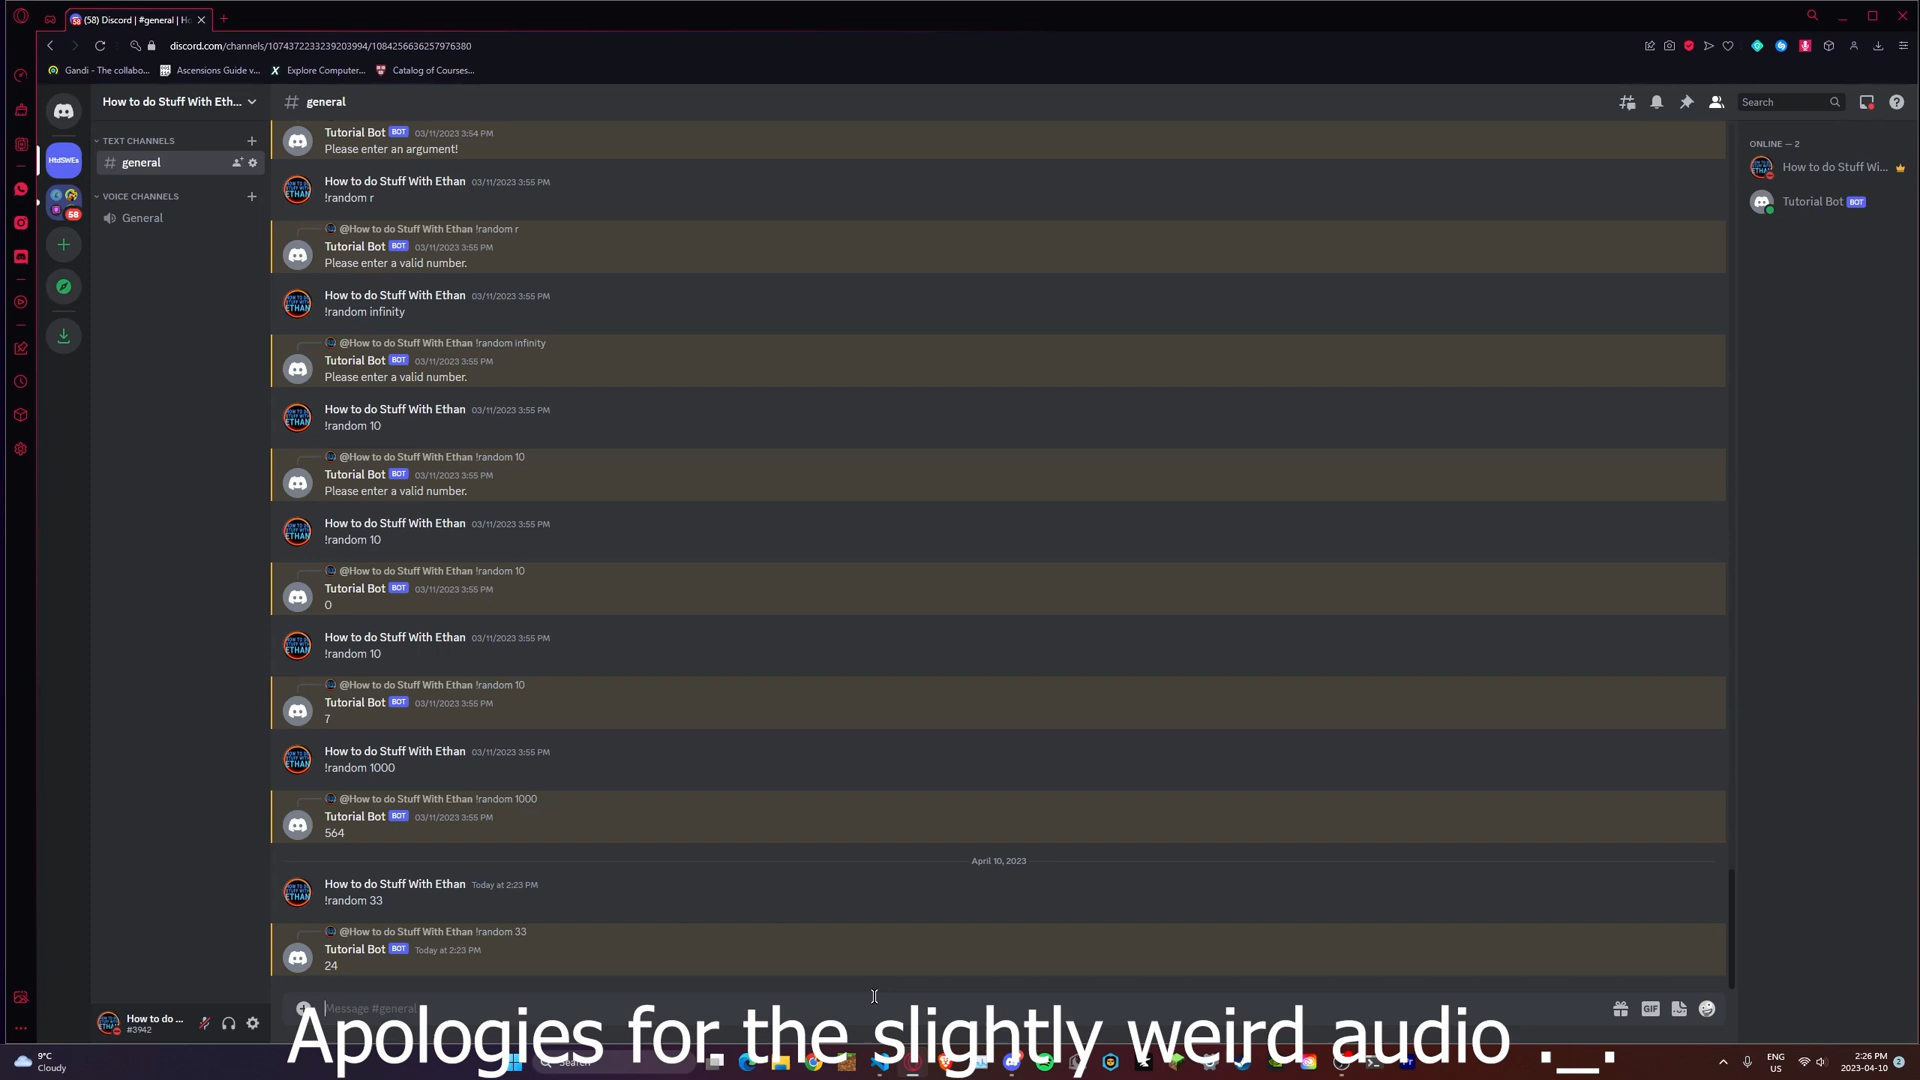 (58) Discord | #general | Ho
discord.com/channels/1074372233239203994/1084256636257976380
Gandi - The collabo...
Ascensions Guide v...
Explore Computer...
Catalog of Courses...
How to do Stuff With Eth...
general
Search
TEXT CHANNELS
general
VOICE CHANNELS
General
HtdSWEs
58
Tutorial Bot BOT 03/11/2023 3:54 PM
Please enter an argument!
How to do Stuff With Ethan 03/11/2023 3:55 PM
!random r
@How to do Stuff With Ethan !random r
Tutorial Bot BOT 03/11/2023 3:55 PM
Please enter a valid number.
How to do Stuff With Ethan 03/11/2023 3:55 PM
!random infinity
@How to do Stuff With Ethan !random infinity
Tutorial Bot BOT 03/11/2023 3:55 PM
Please enter a valid number.
How to do Stuff With Ethan 03/11/2023 3:55 PM
!random 10
@How to do Stuff With Ethan !random 10
Tutorial Bot BOT 03/11/2023 3:55 PM
Please enter a valid number.
How to do Stuff With Ethan 03/11/2023 3:55 PM
!random 10
@How to do Stuff With Ethan !random 10
Tutorial Bot BOT 03/11/2023 3:55 PM
0
How to do Stuff With Ethan 03/11/2023 3:55 PM
!random 10
@How to do Stuff With Ethan !random 10
Tutorial Bot BOT 03/11/2023 3:55 PM
7
How to do Stuff With Ethan 03/11/2023 3:55 PM
!random 1000
@How to do Stuff With Ethan !random 1000
Tutorial Bot BOT 03/11/2023 3:55 PM
564
April 10, 2023
How to do Stuff With Ethan Today at 2:23 PM
!random 33
@How to do Stuff With Ethan !random 33
Tutorial Bot BOT Today at 2:23 PM
24
Message #general
GIF
ONLINE — 2
How to do Stuff Wi...
Tutorial Bot BOT
How to do ...
#3942
Apologies for the slightly weird audio .__.
9°C
Cloudy
Search
ENG
US
2:26 PM
2023-04-10
2